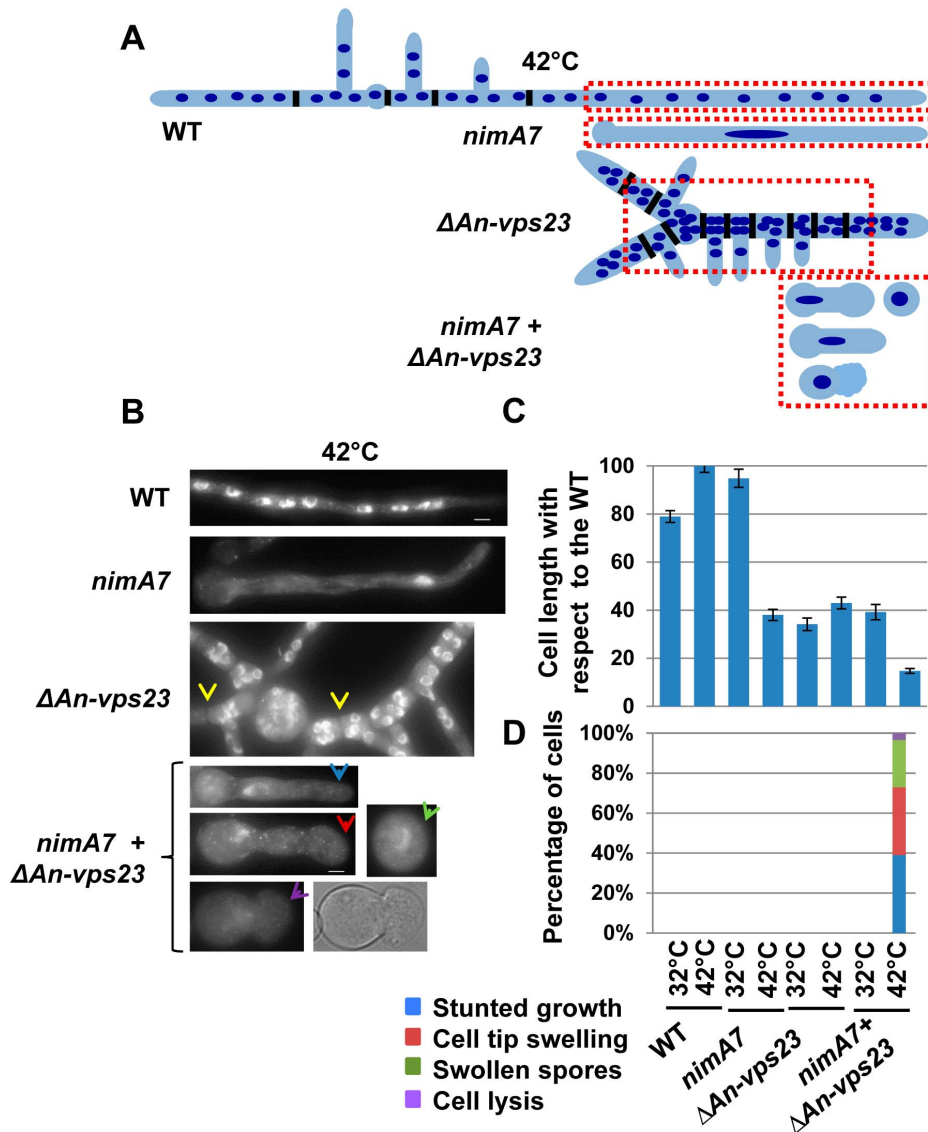 A
42°C
WT
nimA7
ΔAn-vps23
nimA7 +
ΔAn-vps23
B
42°C
WT
nimA7
ΔAn-vps23
nimA7 +
ΔAn-vps23
C
Cell length with
respect to the WT
100
80
60
40
20
0
D
Percentage of cells
100%
80%
60%
40%
20%
0%
32°C
42°C
32°C
42°C
32°C
42°C
32°C
42°C
WT
nimA7
ΔAn-vps23
nimA7+
ΔAn-vps23
Stunted growth
Cell tip swelling
Swollen spores
Cell lysis